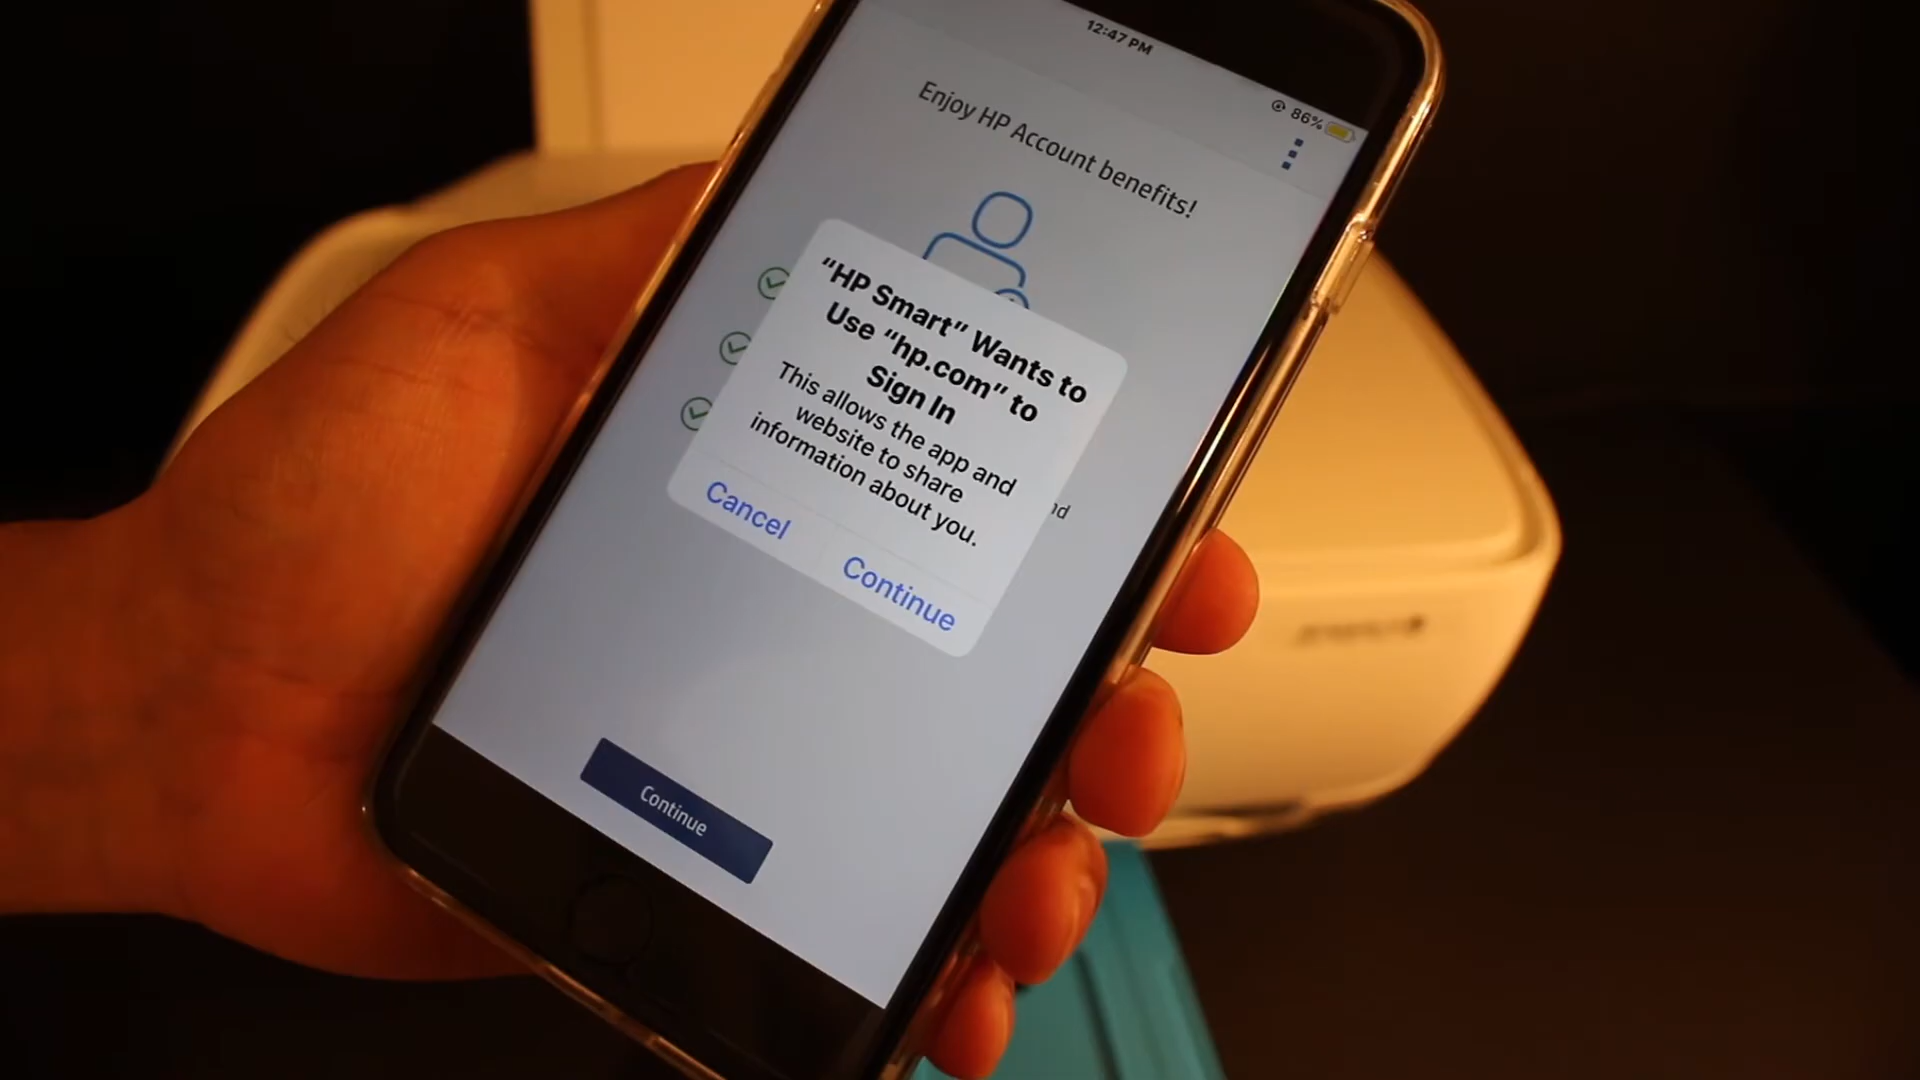 12:47 PM
86%
Enjoy HP Account benefits!
“HP Smart” Wants to
Use “hp.com” to
Sign In
This allows the app and
website to share
information about you.
Cancel
Continue
Continue